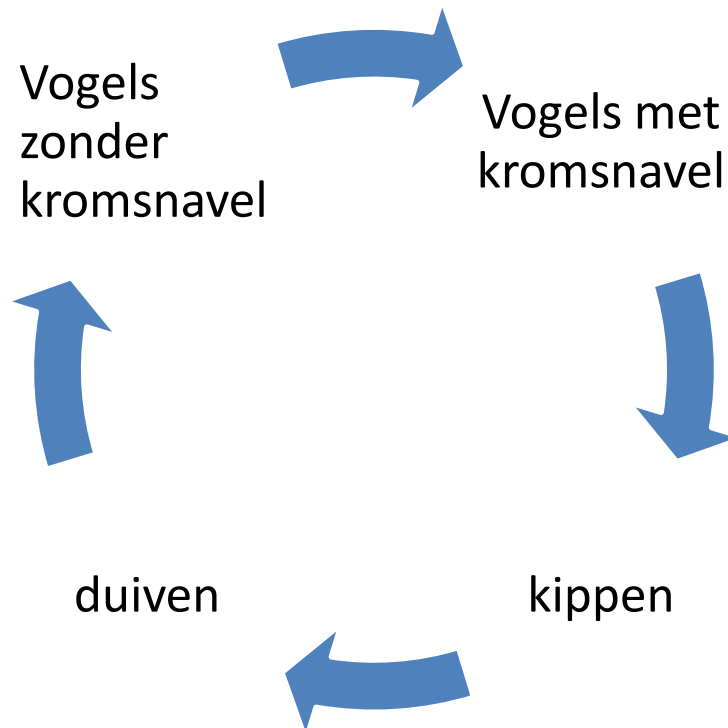 Vogels
zonder
kromsnavel
Vogels met
kromsnavel
kippen
duiven